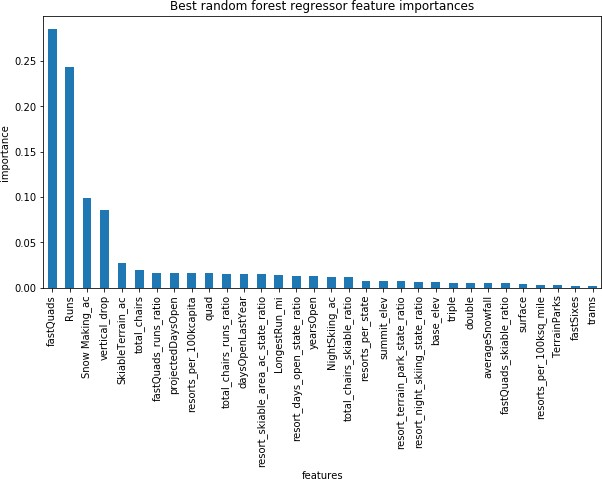 Best random forest regressor feature importances
importance
0.25
0.20
0.15
0.10
0.05
0.00
fastQuads
Runs
Snow Making_ac
vertical_drop
SkiableTerrain_ac
total_chairs
fastQuads_runs_ratio
projectedDaysOpen
resorts_per_100kcapita
quad
total_chairs_runs_ratio
daysOpenLastYear
resort_skiable_area_ac_state_ratio
LongestRun_mi
resort_days_open_state_ratio
yearsOpen
NightSkiing_ac
total_chairs_skiable_ratio
resorts_per_state
summit_elev
resort_terrain_park_state_ratio
resort_night_skiing_state_ratio
base_elev
triple
double
averageSnowfall
fastQuads_skiable_ratio
surface
resorts_per_100ksq_mile
TerrainParks
fastSixes
trams
features